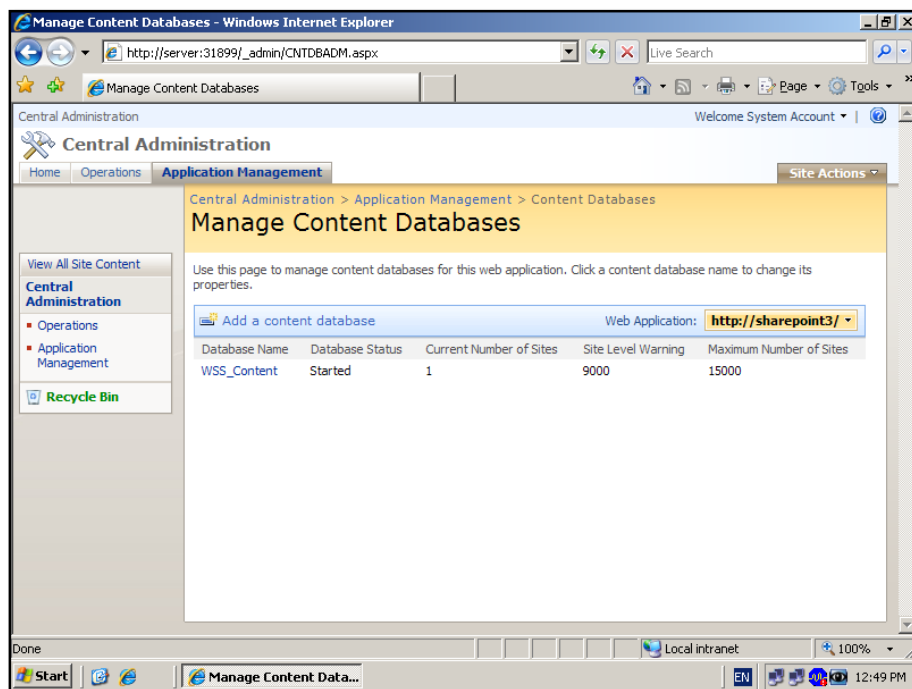 Manage Content Databases - Windows Internet Explorer
http://server:31899/_admin/CNTDBADM.aspx
Live Search
Manage Content Databases
Page
Tools
Central Administration
Welcome System Account
Central Administration
Home Operations Application Management
Site Actions
Central Administration > Application Management > Content Databases
Manage Content Databases
View All Site Content
Central
Administration
Operations
Application
Management
Recycle Bin
Use this page to manage content databases for this web application. Click a content database name to change its
properties.
Add a content database
Web Application: http://sharepoint3/
Database Name Database Status Current Number of Sites Site Level Warning Maximum Number of Sites
WSS_Content Started 1 9000 15000
Done
Local intranet
100%
Start
Manage Content Data...
EN
12:49 PM